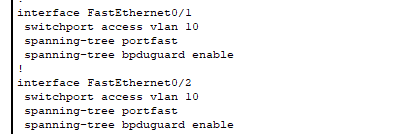 interface FastEthernet0/1
switchport access vlan 10
spanning-tree portfast
spanning-tree bpduguard enable
!
interface FastEthernet0/2
switchport access vlan 10
spanning-tree portfast
spanning-tree bpduguard enable